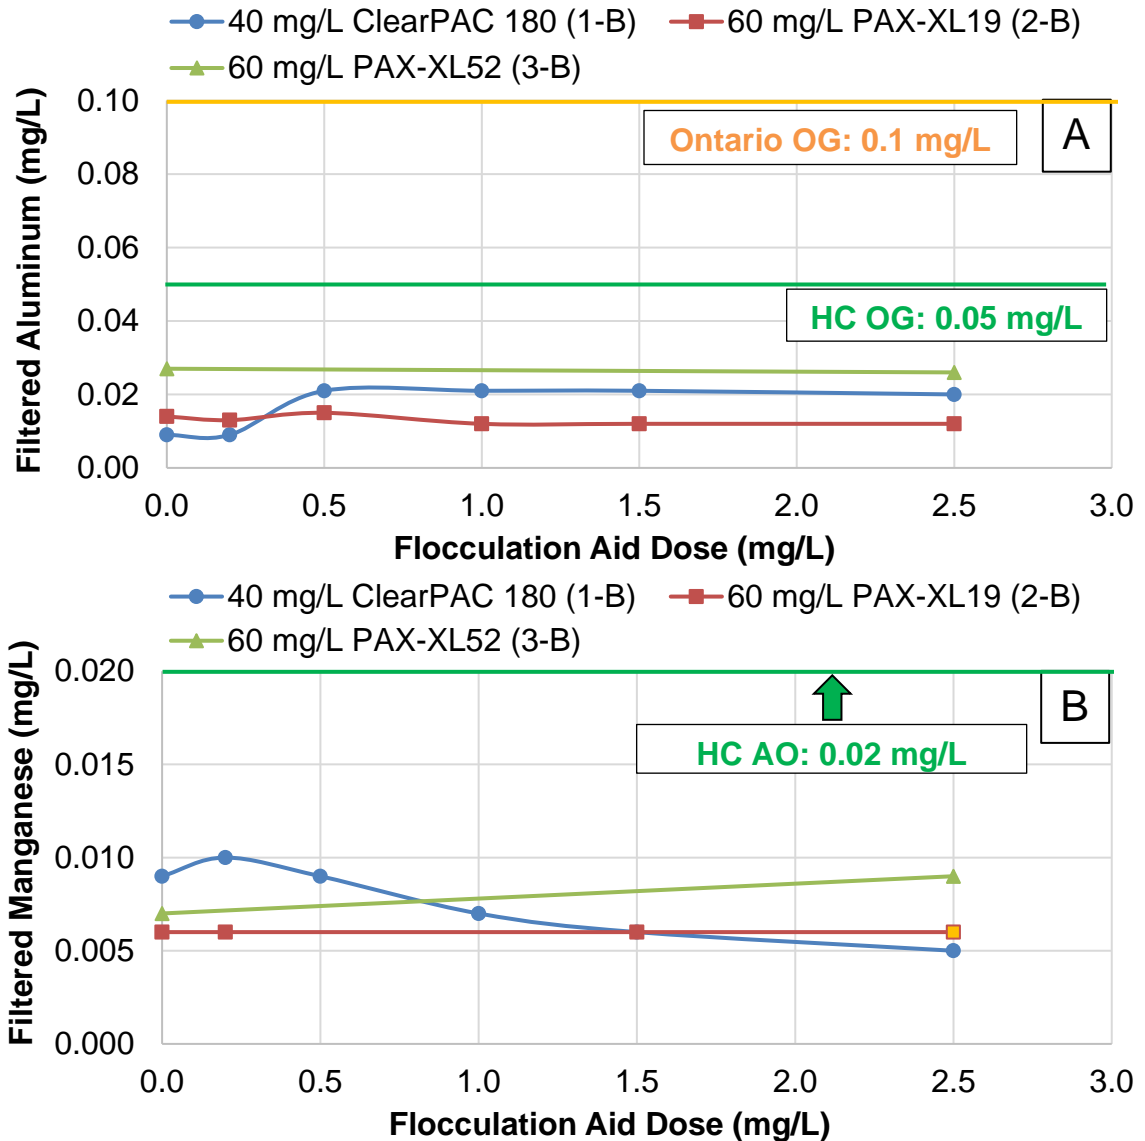 40 mg/L ClearPAC 180 (1-B) 60 mg/L PAX-XL19 (2-B)
60 mg/L PAX-XL52 (3-B)
0.10
0.08
0.06
0.04
0.02
0.00
Filtered Aluminum (mg/L)
Ontario OG: 0.1 mg/L
A
HC OG: 0.05 mg/L
0.0 0.5 1.0 1.5 2.0 2.5 3.0
Flocculation Aid Dose (mg/L)
40 mg/L ClearPAC 180 (1-B) 60 mg/L PAX-XL19 (2-B)
60 mg/L PAX-XL52 (3-B)
0.020
0.015
0.010
0.005
0.000
Filtered Manganese (mg/L)
B
HC AO: 0.02 mg/L
0.0 0.5 1.0 1.5 2.0 2.5 3.0
Flocculation Aid Dose (mg/L)